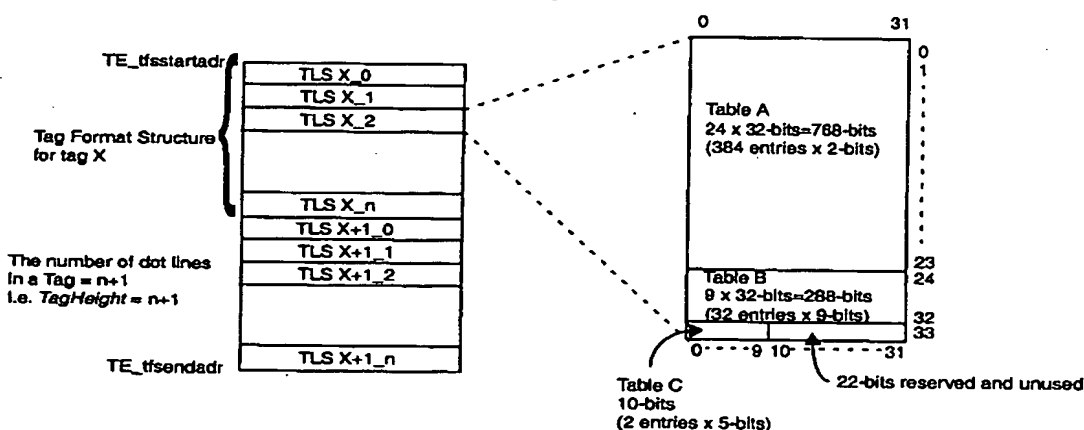 TE_tfsstartadr
TLS X_0
TLS X_1
TLS X_2
Tag Format Structure
for tag X
TLS X_n
TLS X+1_0
TLS X+1_1
TLS X+1_2
The number of dot lines
in a Tag = n+1
i.e. TagHeight = n+1
TLS X+1_n
TE_tfsendadr
0 31
0
1
Table A
24 x 32-bits=768-bits
(384 entries x 2-bits)
23
Table B
24
9 x 32-bits=288-bits
(32 entries x 9-bits)
32
33
0 9 10 31
Table C
10-bits
(2 entries x 5-bits)
22-bits reserved and unused